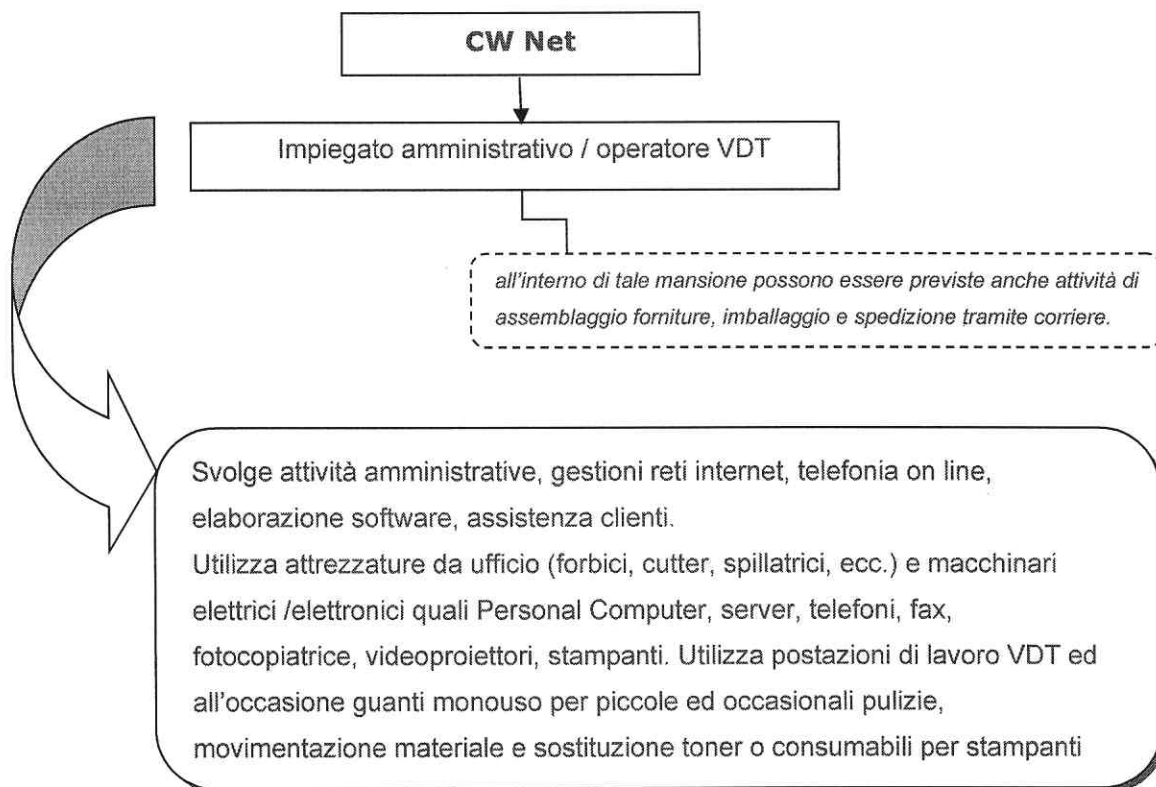 CW Net
Impiegato amministrativo / operatore VDT
all'interno di tale mansione possono essere previste anche attività di
assemblaggio forniture, imballaggio e spedizione tramite corriere.
Svolge attività amministrative, gestioni reti internet, telefonia on line,
elaborazione software, assistenza clienti.
Utilizza attrezzature da ufficio (forbici, cutter, spillatrici, ecc.) e macchinari
elettrici /elettronici quali Personal Computer, server, telefoni, fax,
fotocopiatrice, videoproiettori, stampanti. Utilizza postazioni di lavoro VDT ed
all'occasione guanti monouso per piccole ed occasionali pulizie,
movimentazione materiale e sostituzione toner o consumabili per stampanti